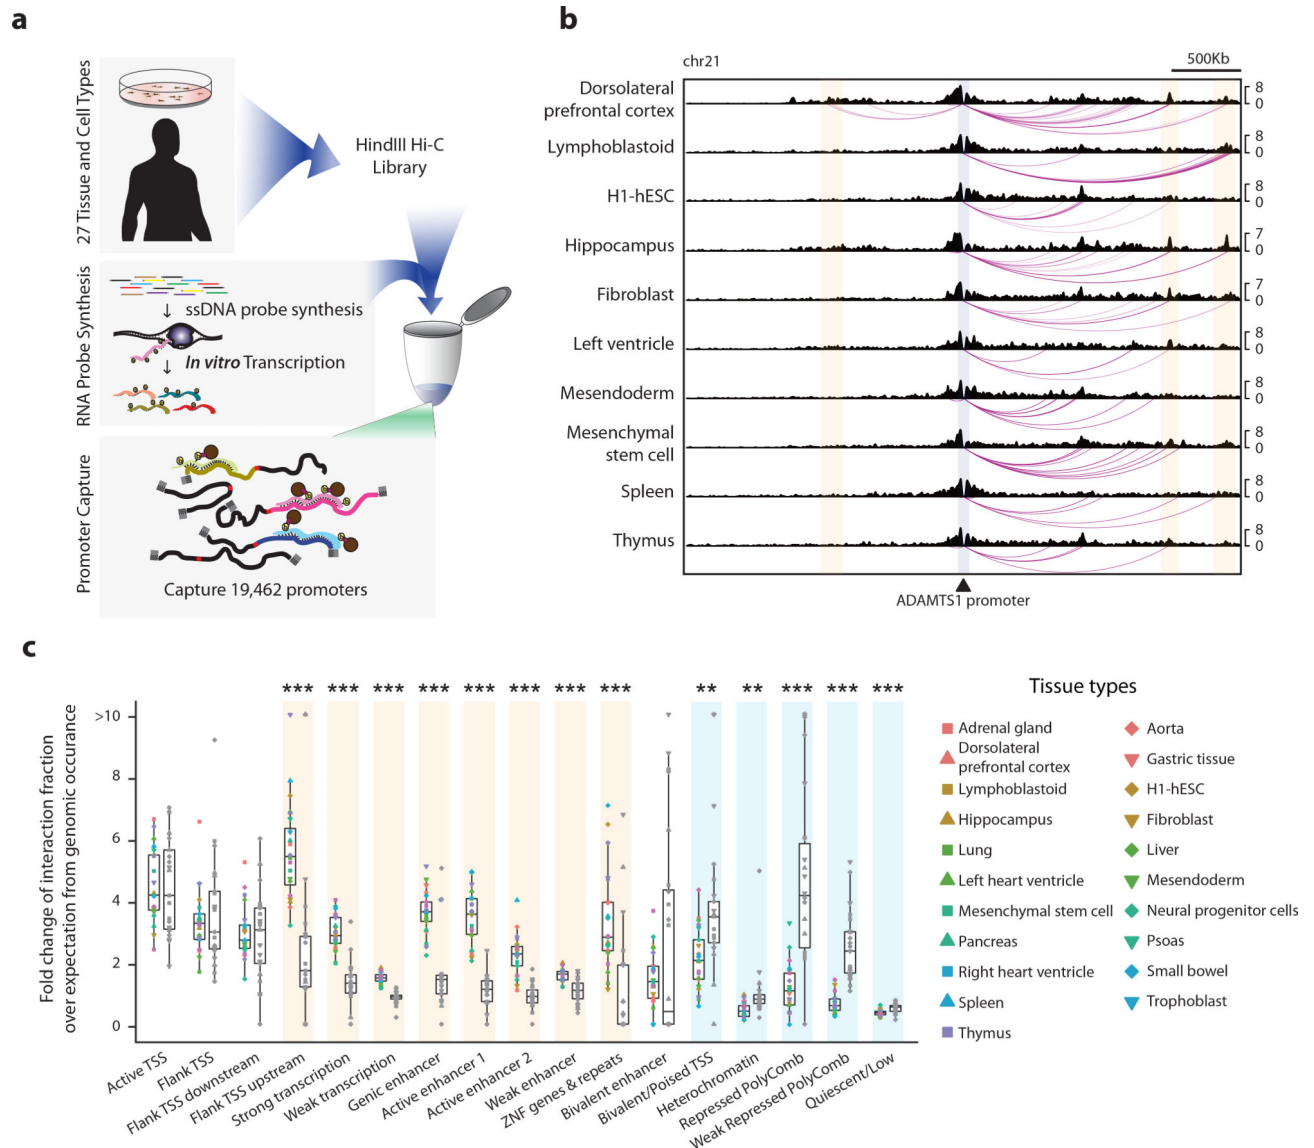 a
27 Tissue and Cell Types
HindIII Hi-C
Library
RNA Probe Synthesis
ssDNA probe synthesis
In vitro Transcription
Promoter Capture
Capture 19,462 promoters
b
chr21
500Kb
Dorsolateral
prefrontal cortex
8
0
Lymphoblastoid
8
0
H1-hESC
8
0
Hippocampus
7
0
Fibroblast
7
0
Left ventricle
8
0
Mesendoderm
8
0
Mesenchymal
stem cell
8
0
Spleen
8
0
Thymus
8
0
ADAMTS1 promoter
c
Fold change of interaction fraction
over expectation from genomic occurance
>10
8
6
4
2
0
*** *** *** *** *** *** *** *** ** ** *** *** ***
Active TSS
Flank TSS
Flank TSS downstream
Flank TSS upstream
Strong transcription
Weak transcription
Genic enhancer
Active enhancer 1
Active enhancer 2
Weak enhancer
ZNF genes & repeats
Bivalent enhancer
Bivalent/Poised TSS
Heterochromatin
Repressed PolyComb
Weak Repressed PolyComb
Quiescent/Low
Tissue types
Adrenal gland
Dorsolateral
prefrontal cortex
Lymphoblastoid
Hippocampus
Lung
Left heart ventricle
Mesenchymal stem cell
Pancreas
Right heart ventricle
Spleen
Thymus
Aorta
Gastric tissue
H1-hESC
Fibroblast
Liver
Mesendoderm
Neural progenitor cells
Psoas
Small bowel
Trophoblast